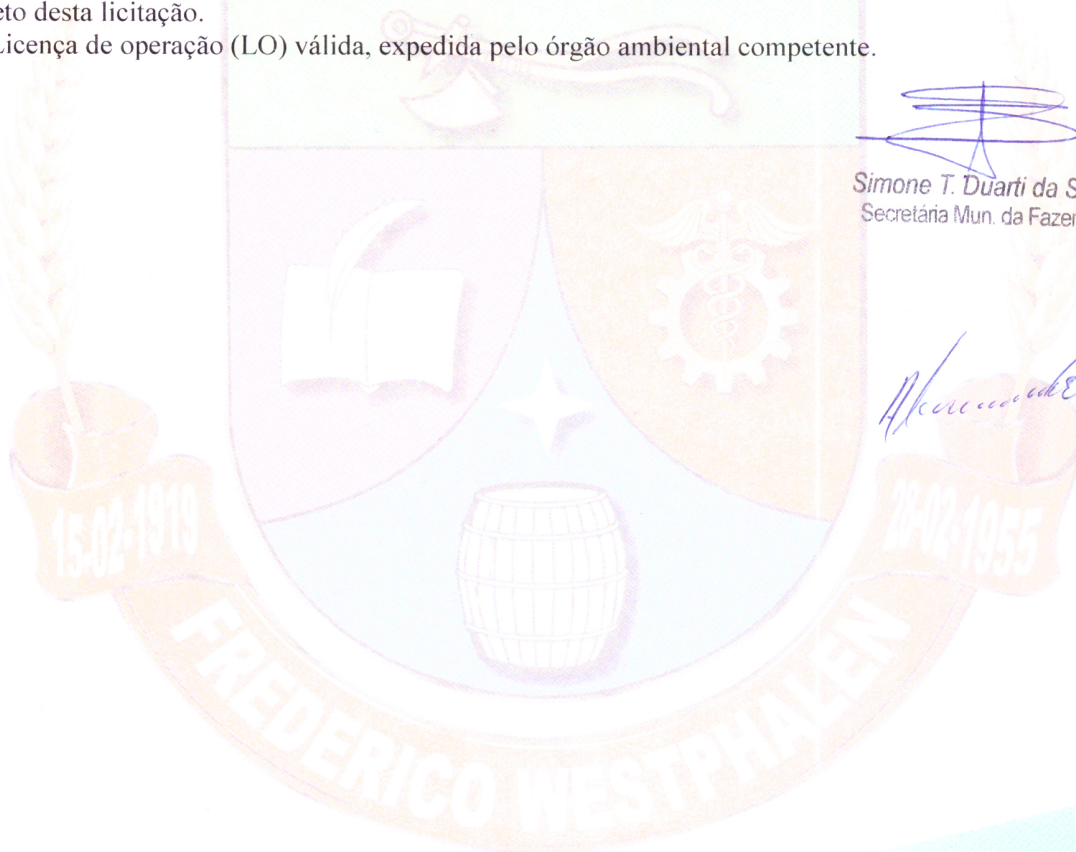 eto desta licitação.
Licença de operação (LO) válida, expedida pelo órgão ambiental competente.
Simone T. Duarti da S
Secretária Mun. da Fazen
15-02-1919
28-02-1955
FREDERICO WESTPHALEN